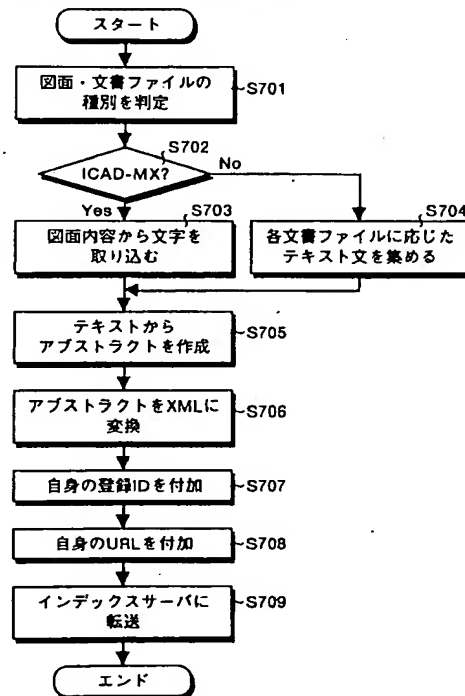 スタート
図面・文書ファイルの
種別を判定
S701
S702
ICAD-MX?
No
Yes
S703
図面内容から文字を
取り込む
S704
各文書ファイルに応じた
テキスト文を集める
テキストから
アブストラクトを作成
S705
アブストラクトをXMLに
変換
S706
自身の登録IDを付加
S707
自身のURLを付加
S708
インデックスサーバに
転送
S709
エンド